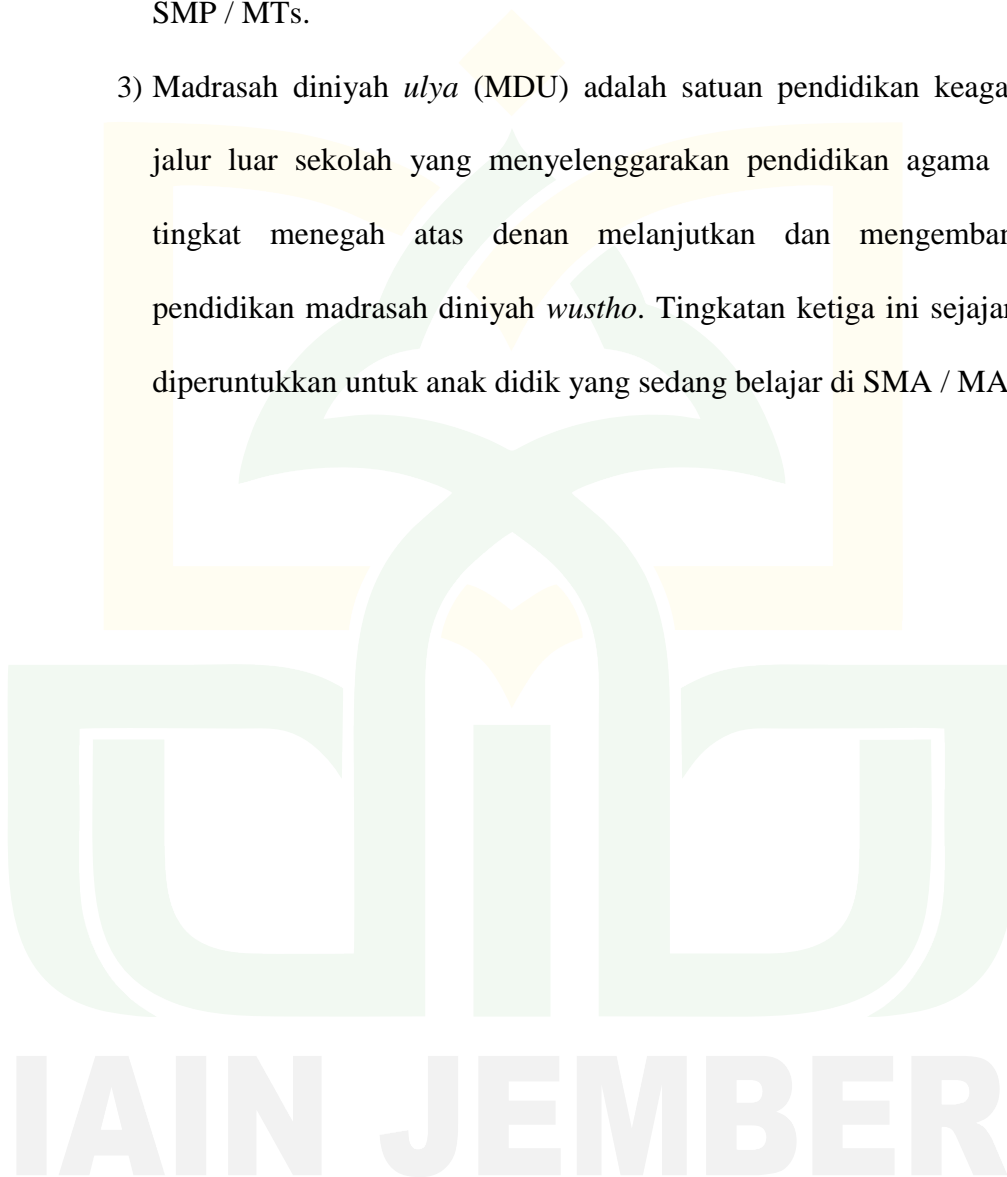 SMP / MTs.
3) Madrasah diniyah ulya (MDU) adalah satuan pendidikan keaga
jalur luar sekolah yang menyelenggarakan pendidikan agama
tingkat menegah atas denan melanjutkan dan mengemban
pendidikan madrasah diniyah wustho. Tingkatan ketiga ini sejajar
diperuntukkan untuk anak didik yang sedang belajar di SMA / MA
IAIN JEMBER